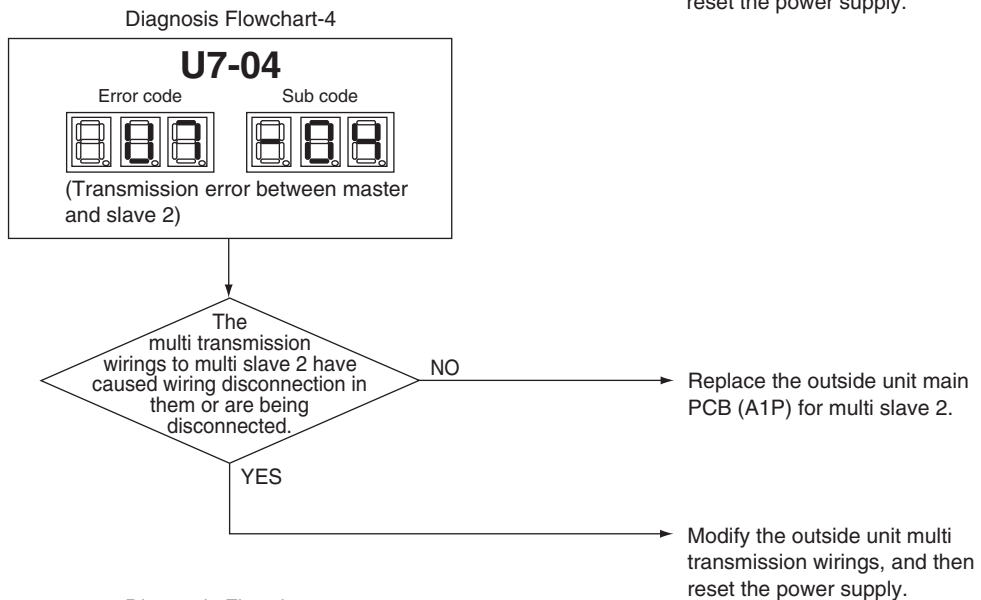 reset the power supply.
Diagnosis Flowchart-4
U7-04
Error code
Sub code
U7
-04
(Transmission error between master
and slave 2)
The
multi transmission
wirings to multi slave 2 have
caused wiring disconnection in
them or are being
disconnected.
NO
Replace the outside unit main
PCB (A1P) for multi slave 2.
YES
Modify the outside unit multi
transmission wirings, and then
reset the power supply.